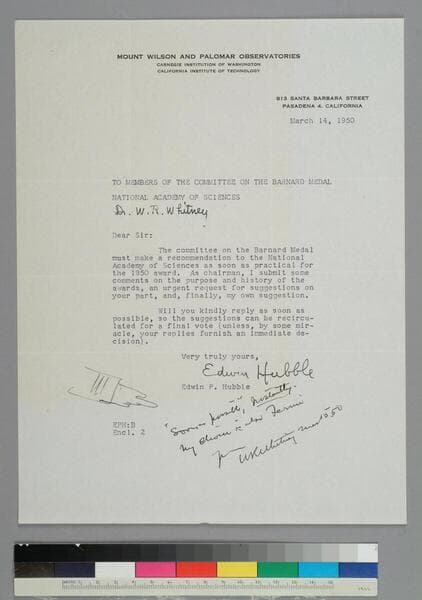 MOUNT WILSON AND PALOMAR OBSERVATORIES
CARNEGIE INSTITUTION OF WASHINGTON
CALIFORNIA INSTITUTE OF TECHNOLOGY
813 SANTA BARBARA STREET
PASADENA 4, CALIFORNIA
March 14, 1950
TO MEMBERS OF THE COMMITTEE ON THE BARNARD MEDAL
NATIONAL ACADEMY OF SCIENCES
Dr. W. R. Whitney
Dear Sir:
The committee on the Barnard Medal
must make a recommendation to the National
Academy of Sciences as soon as practical for
the 1950 award. As chairman, I submit some
comments on the purpose and history of the
awards, an urgent request for suggestions on
your part, and, finally, my own suggestion.
Will you kindly reply as soon as
possible, so the suggestions can be recircu-
lated for a final vote (unless, by some mir-
acle, your replies furnish an immediate de-
cision).
Very truly yours,
Edwin Hubble
Edwin P. Hubble
"Soon as possible",
My choice is also Fermi
WRWhitney
EPH:B
Encl. 2